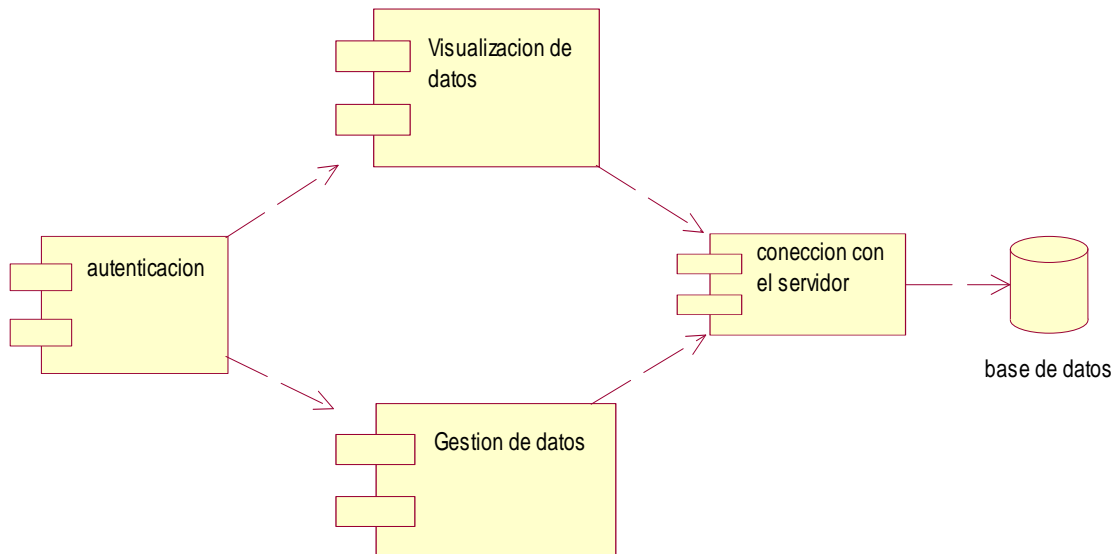 Visualizacion de
datos
autenticacion
coneccion con
el servidor
base de datos
Gestion de datos